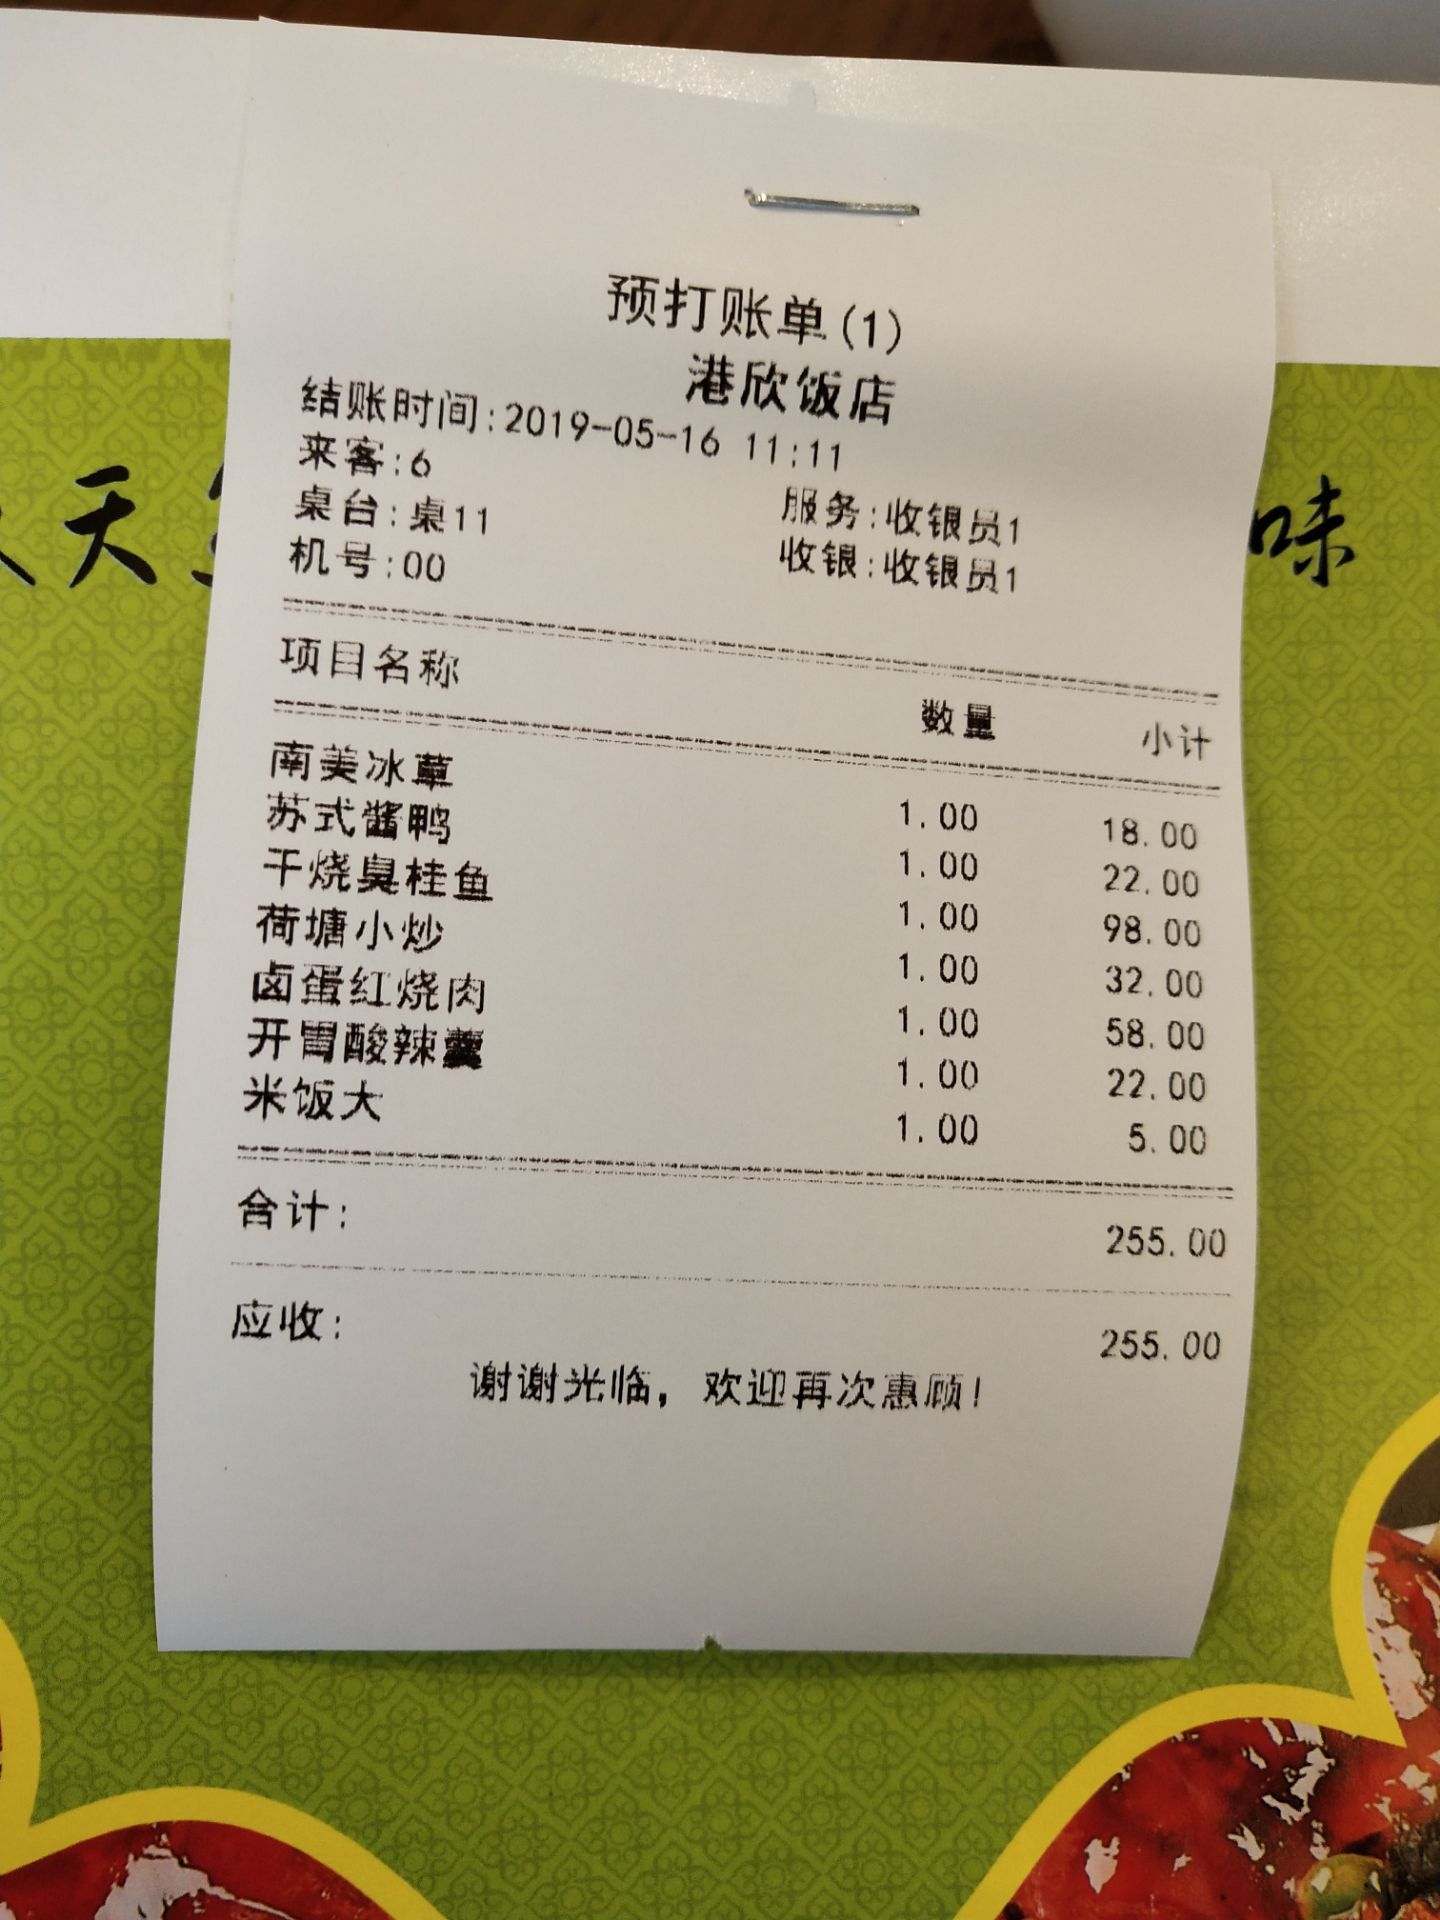 预打账单(1)
港欣饭店
结账时间:2019-05-16 11:11
来客:6
桌台:桌11 服务:收银员1
机号:00 收银:收银员1
项目名称 数量 小计
南美冰草 1.00 18.00
苏式酱鸭 1.00 22.00
干烧臭桂鱼 1.00 98.00
荷塘小炒 1.00 32.00
卤蛋红烧肉 1.00 58.00
开胃酸辣羹 1.00 22.00
米饭大 1.00 5.00
合计: 255.00
应收: 255.00
谢谢光临，欢迎再次惠顾!
天
味